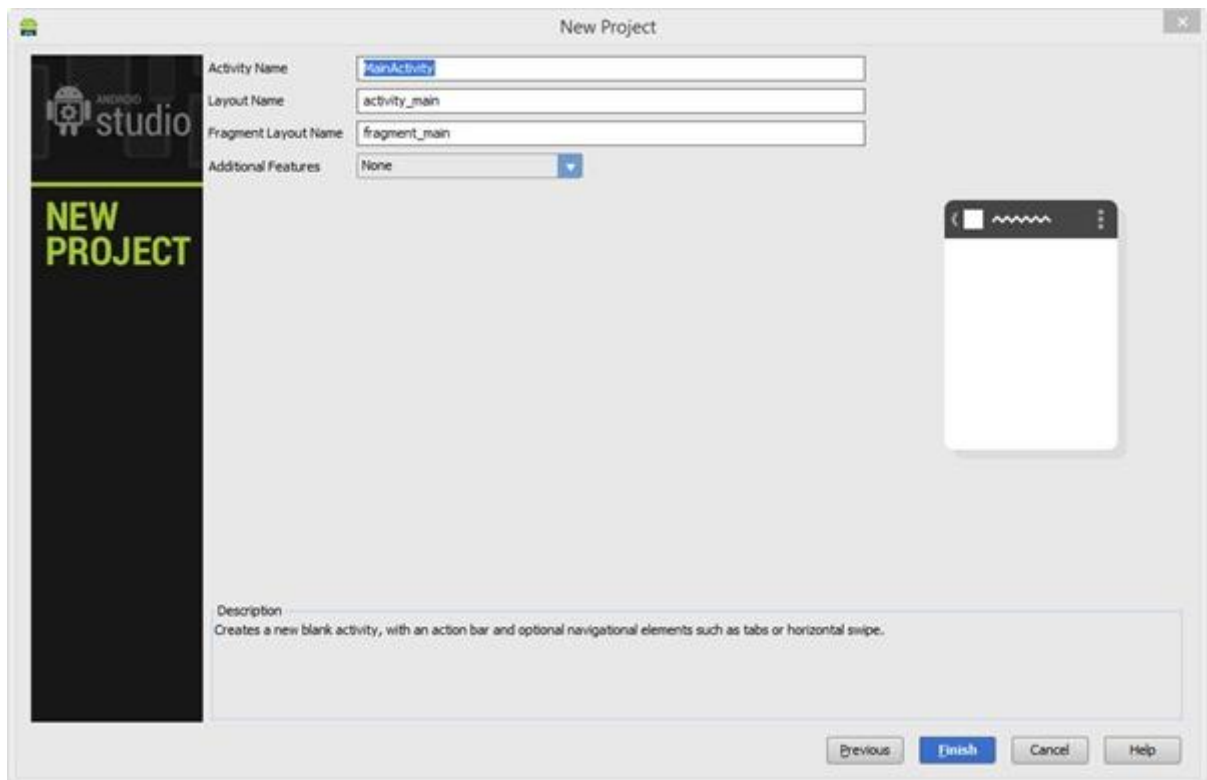 New Project
ANDROID
studio
NEW
PROJECT
Activity Name MainActivity
Layout Name activity_main
Fragment Layout Name fragment_main
Additional Features None
Description
Creates a new blank activity, with an action bar and optional navigational elements such as tabs or horizontal swipe.
Previous Finish Cancel Help